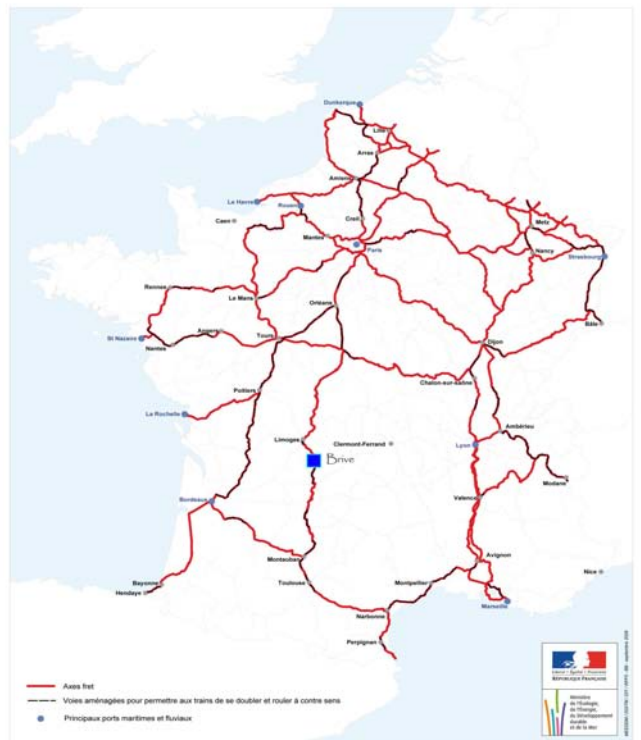 Dunkerque
Lille
Arras
Amiens
Le Havre
Rouen
Caen
Creil
Mantes
Paris
Metz
Nancy
Strasbourg
Rennes
Le Mans
Orléans
Bâle
Angers
Tours
St Nazaire
Nantes
Dijon
Chalon-sur-saône
Poitiers
La Rochelle
Limoges
Clermont-Ferrand
Brive
Lyon
Ambérieu
Modane
Bordeaux
Valence
Montauban
Avignon
Bayonne
Hendaye
Toulouse
Montpellier
Nice
Narbonne
Marseille
Perpignan
Axes fret
Voies aménagées pour permettre aux trains de se doubler et rouler à contre sens
Principaux ports maritimes et fluviaux
Liberté • Égalité • Fraternité
RÉPUBLIQUE FRANÇAISE
Ministère
de l'Écologie,
de l'Énergie,
du Développement
durable
et de la Mer